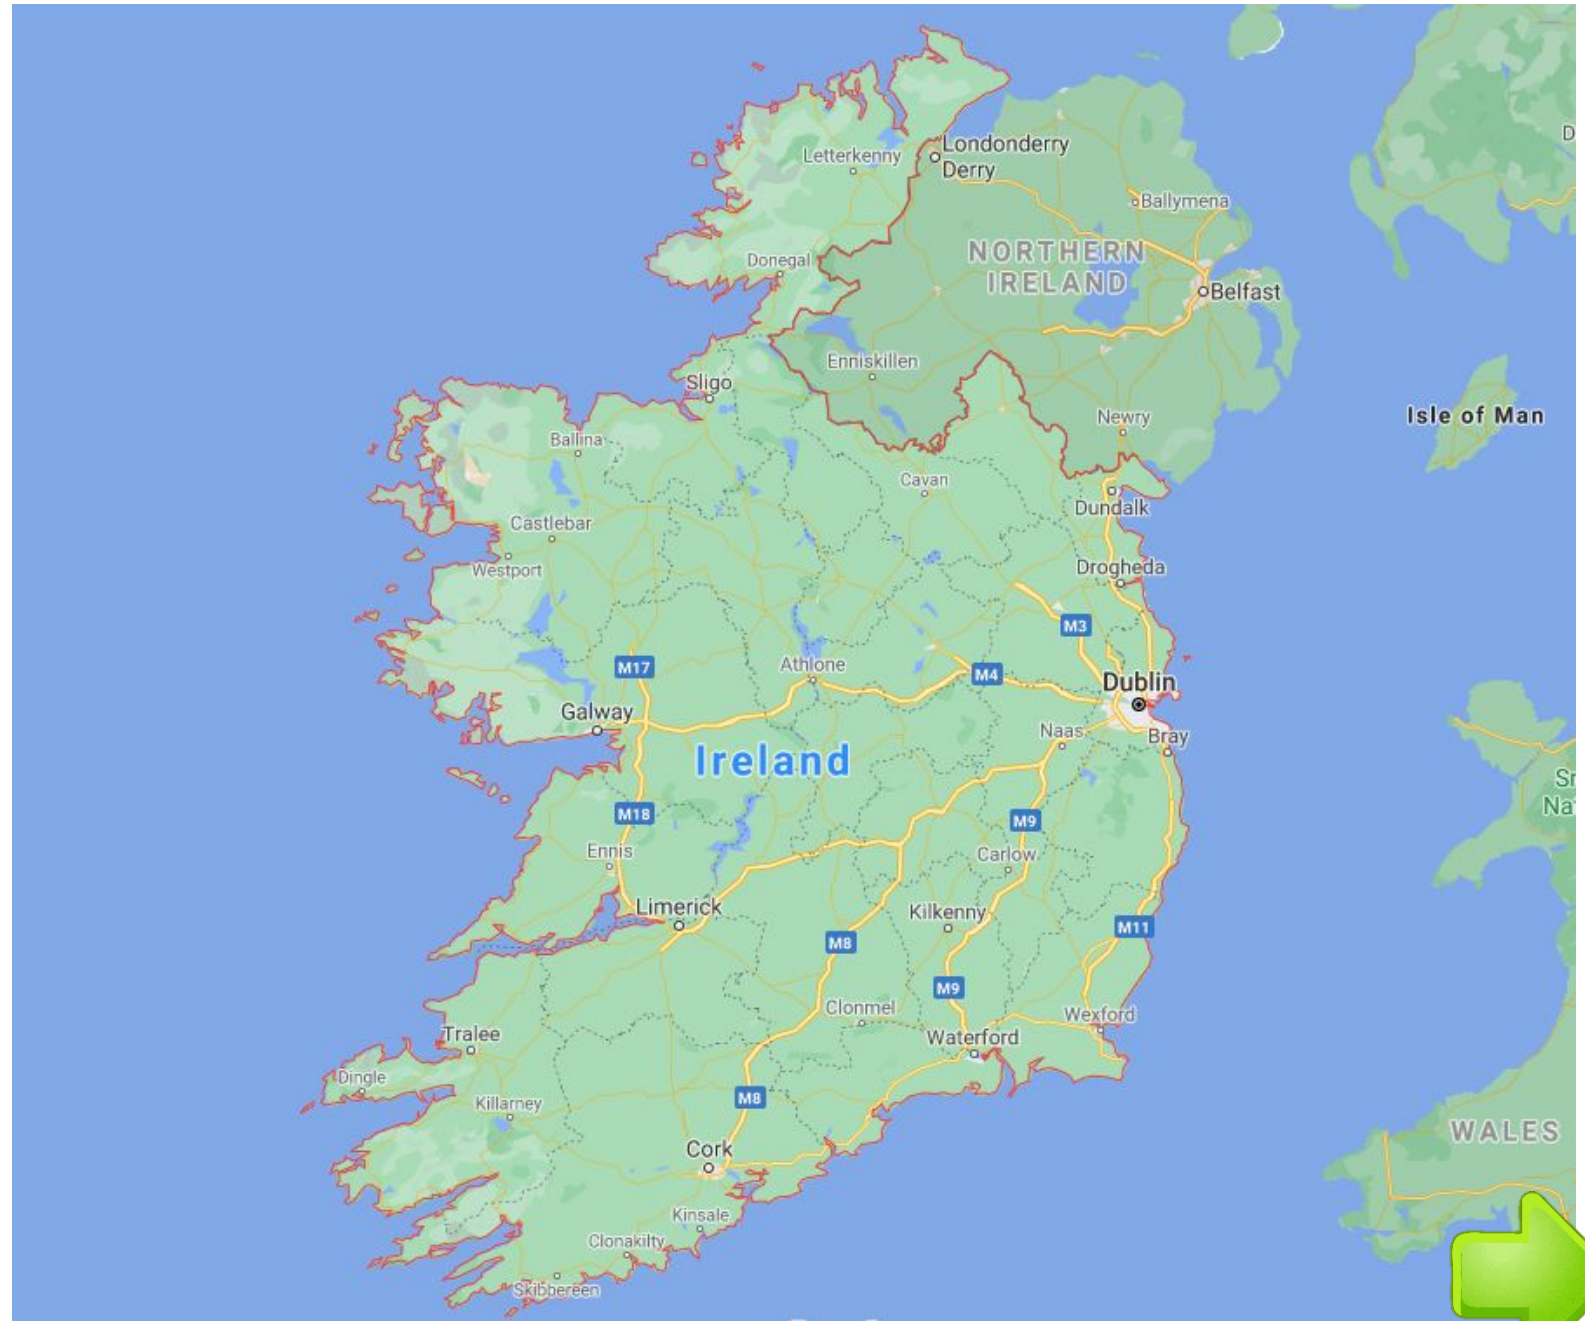 Londonderry
Derry
D
Letterkenny
Ballymena
NORTHERN
IRELAND
Donegal
Belfast
Enniskillen
Sligo
Isle of Man
Newry
Ballina
Cavan
Dundalk
Castlebar
Westport
Drogheda
M3
M17
Athlone
M4
Dublin
Galway
Naas
Bray
Ireland
Sr
Nat
M18
M9
Ennis
Carlow
Limerick
Kilkenny
M11
M8
M9
Clonmel
Wexford
Tralee
Waterford
Dingle
Killarney
M8
WALES
Cork
Kinsale
Clonakilty
Skibbereen